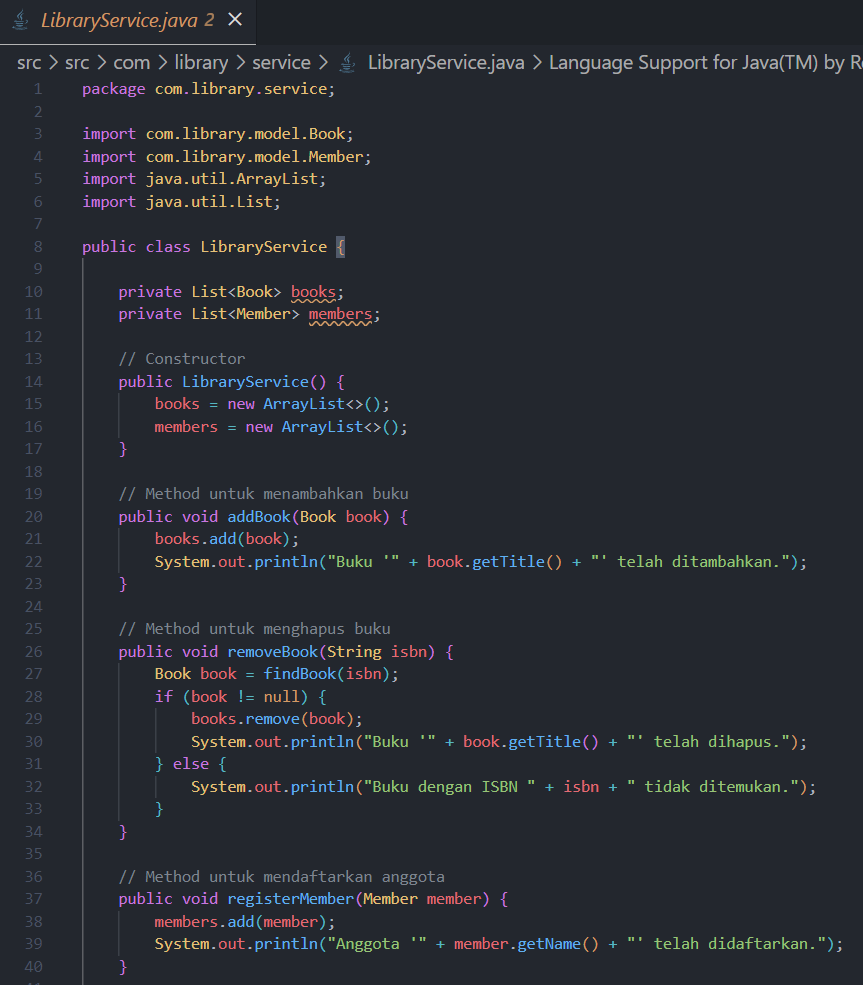 LibraryService.java 2 ×
src > src > com > library > service > LibraryService.java > Language Support for Java(TM) by Re
1 package com.library.service;
2
3 import com.library.model.Book;
4 import com.library.model.Member;
5 import java.util.ArrayList;
6 import java.util.List;
7
8 public class LibraryService {
9
10     private List<Book> books;
11     private List<Member> members;
12
13     // Constructor
14     public LibraryService() {
15         books = new ArrayList<>();
16         members = new ArrayList<>();
17     }
18
19     // Method untuk menambahkan buku
20     public void addBook(Book book) {
21         books.add(book);
22         System.out.println("Buku '" + book.getTitle() + "' telah ditambahkan.");
23     }
24
25     // Method untuk menghapus buku
26     public void removeBook(String isbn) {
27         Book book = findBook(isbn);
28         if (book != null) {
29             books.remove(book);
30             System.out.println("Buku '" + book.getTitle() + "' telah dihapus.");
31         } else {
32             System.out.println("Buku dengan ISBN " + isbn + " tidak ditemukan.");
33         }
34     }
35
36     // Method untuk mendaftarkan anggota
37     public void registerMember(Member member) {
38         members.add(member);
39         System.out.println("Anggota '" + member.getName() + "' telah didaftarkan.");
40     }